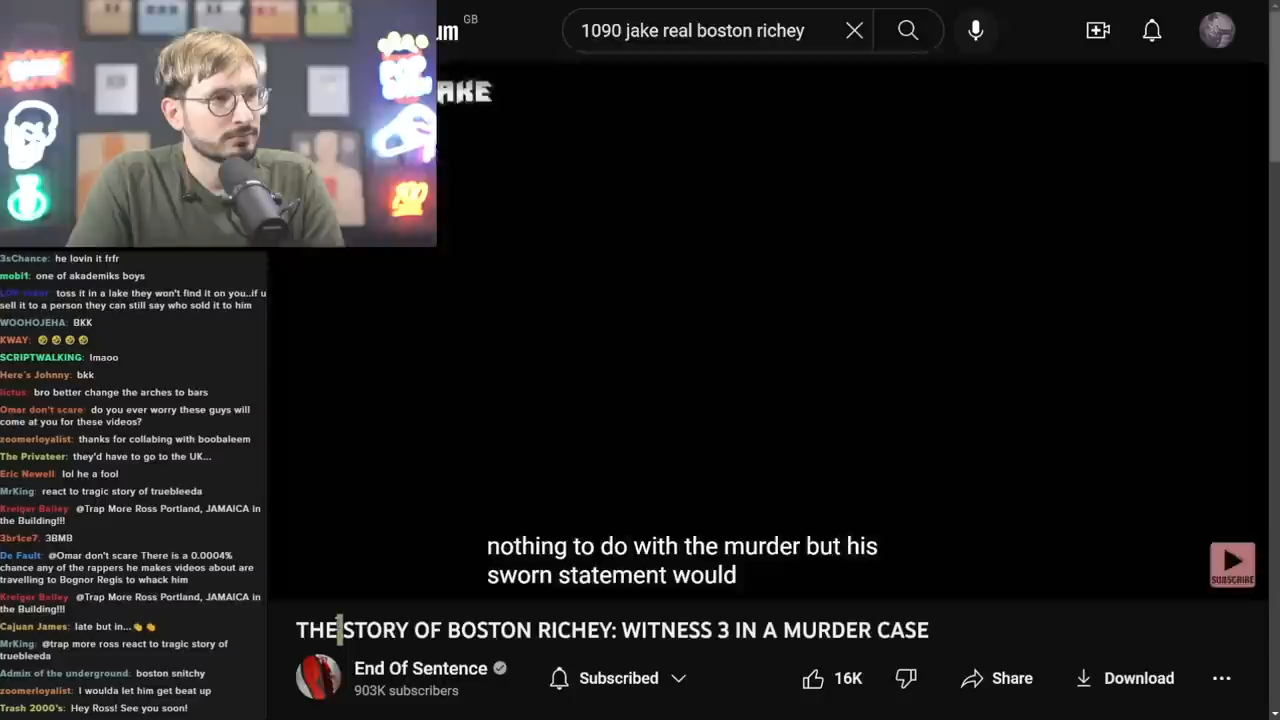 um
GB
1090 jake real boston richey
AKE
3sChance: he lovin it frfr
mobi1: one of akademiks boys
toss it in a lake they won't find it on you..if u
sell it to a person they can still say who sold it to him
WOOHOJEHA: BKK
KWAY:
SCRIPTWALKING: lmaoo
Here's Johnny: bkk
lictus: bro better change the arches to bars
Omar don't scare: do you ever worry these guys will
come at you for these videos?
zoomerloyalist: thanks for collabing with boobaleem
The Privateer: they'd have to go to the UK...
Eric Newell: lol he a fool
MrKing: react to tragic story of truebleeda
Kreiger Bailey @Trap More Ross Portland, JAMAICA in
the Building!!!
3br1ce7: 3BMB
De Fault: @Omar don't scare There is a 0.0004%
chance any of the rappers he makes videos about are
travelling to Bognor Regis to whack him
Kreiger Bailey @Trap More Ross Portland, JAMAICA in
the Building!!!
Cajuan James: late but in...
MrKing: @trap more ross react to tragic story of
truebleeda
Admin of the underground: boston snitchy
zoomerloyalist: I woulda let him get beat up
Trash 2000's: Hey Ross! See you soon!
nothing to do with the murder but his
sworn statement would
SUBSCRIBE
THE STORY OF BOSTON RICHEY: WITNESS 3 IN A MURDER CASE
End Of Sentence
903K subscribers
Subscribed
16K
Share
Download